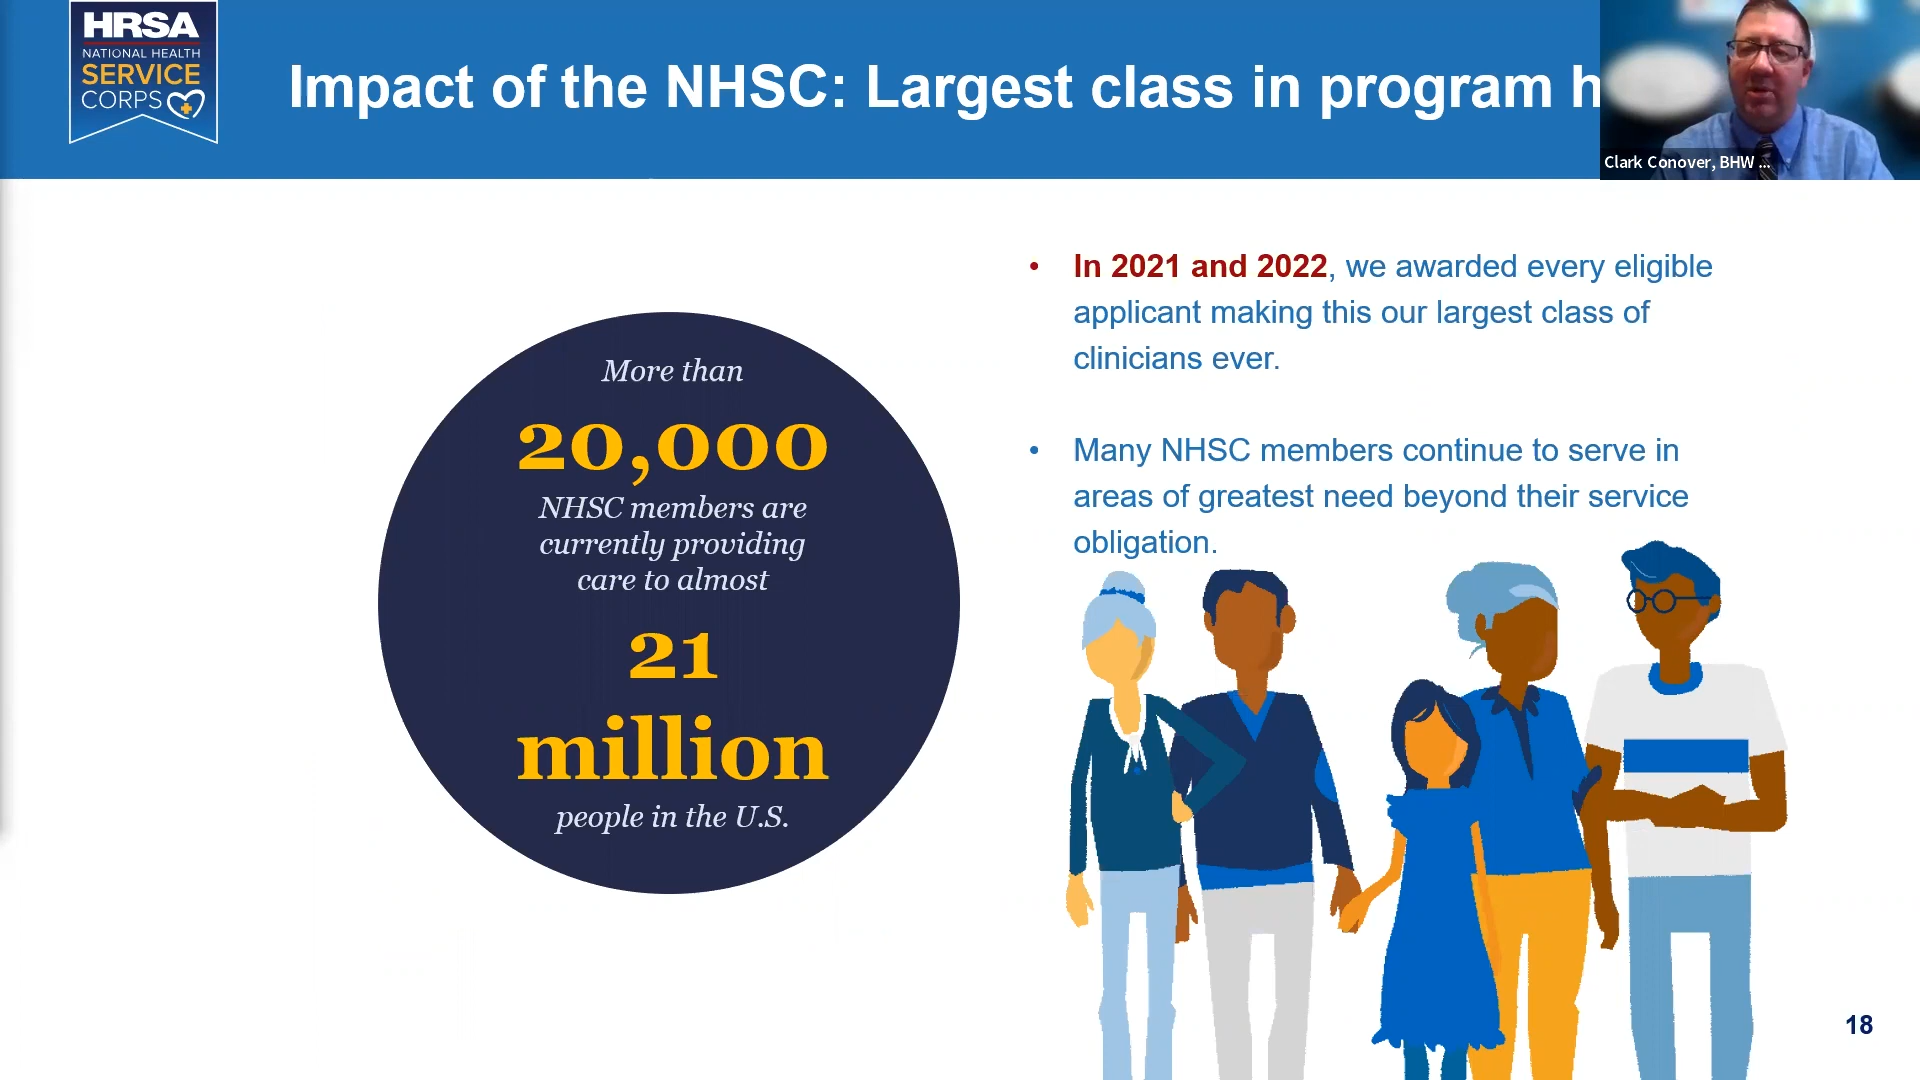 HRSA
NATIONAL HEALTH
SERVICE
CORPS
Impact of the NHSC: Largest class in program h
Clark Conover, BHW ...
More than
20,000
NHSC members are
currently providing
care to almost
21
million
people in the U.S.
• In 2021 and 2022, we awarded every eligible
applicant making this our largest class of
clinicians ever.
• Many NHSC members continue to serve in
areas of greatest need beyond their service
obligation.
18